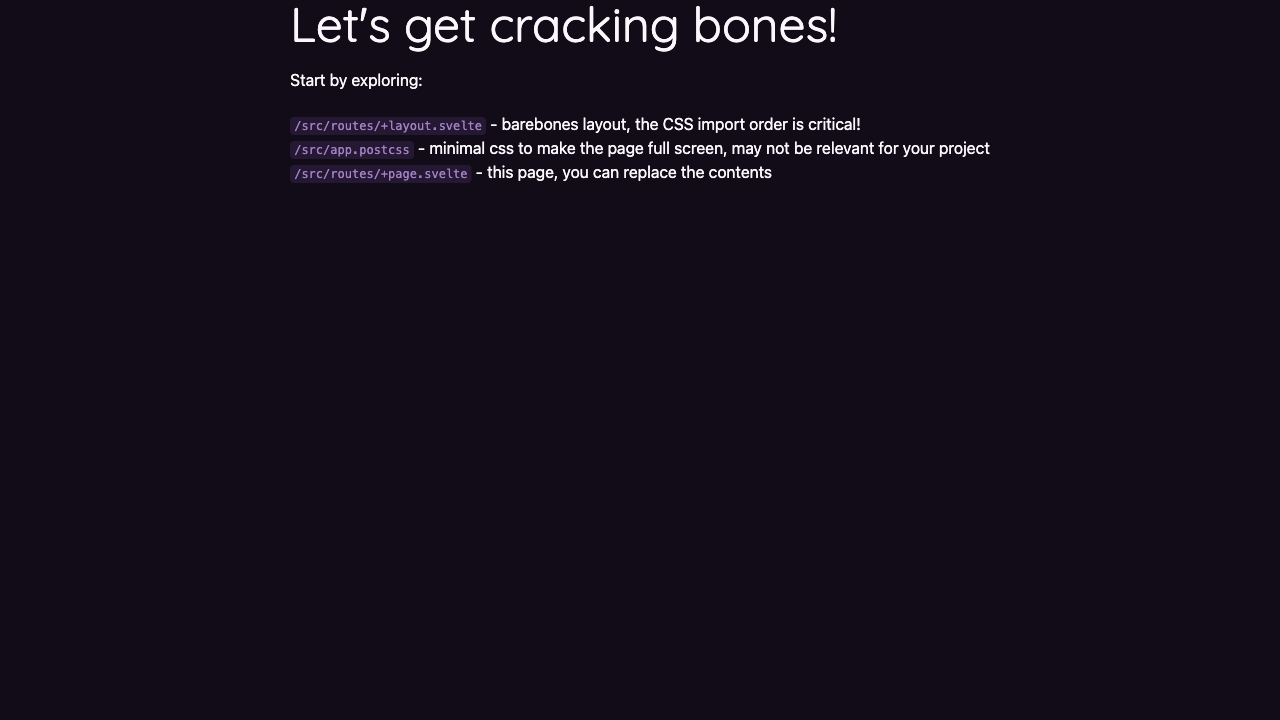 Let's get cracking bones!
Start by exploring:
/src/routes/+layout.svelte - barebones layout, the CSS import order is critical!
/src/app.postcss - minimal css to make the page full screen, may not be relevant for your project
/src/routes/+page.svelte - this page, you can replace the contents